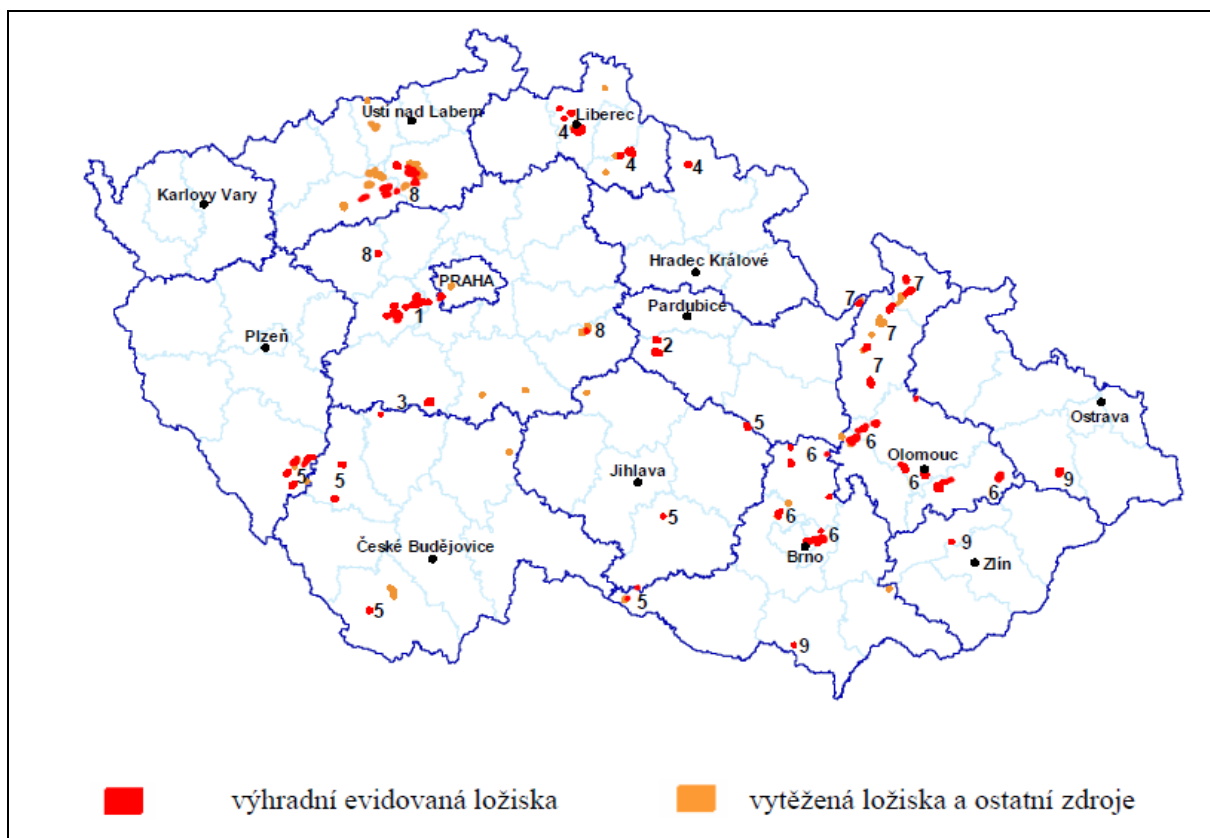 Ústí nad Labem
Liberec
4
4
4
Karlovy Vary
8
8
Hradec Králové
PRAHA
7
7
Pardubice
1
Plzeň
8
2
7
7
3
Ostrava
5
6
6
Olomouc
5
5
Jihlava
6
6
9
5
6
6
České Budějovice
Brno
9
Zlín
5
5
9
výhradní evidovaná ložiska
vytěžená ložiska a ostatní zdroje